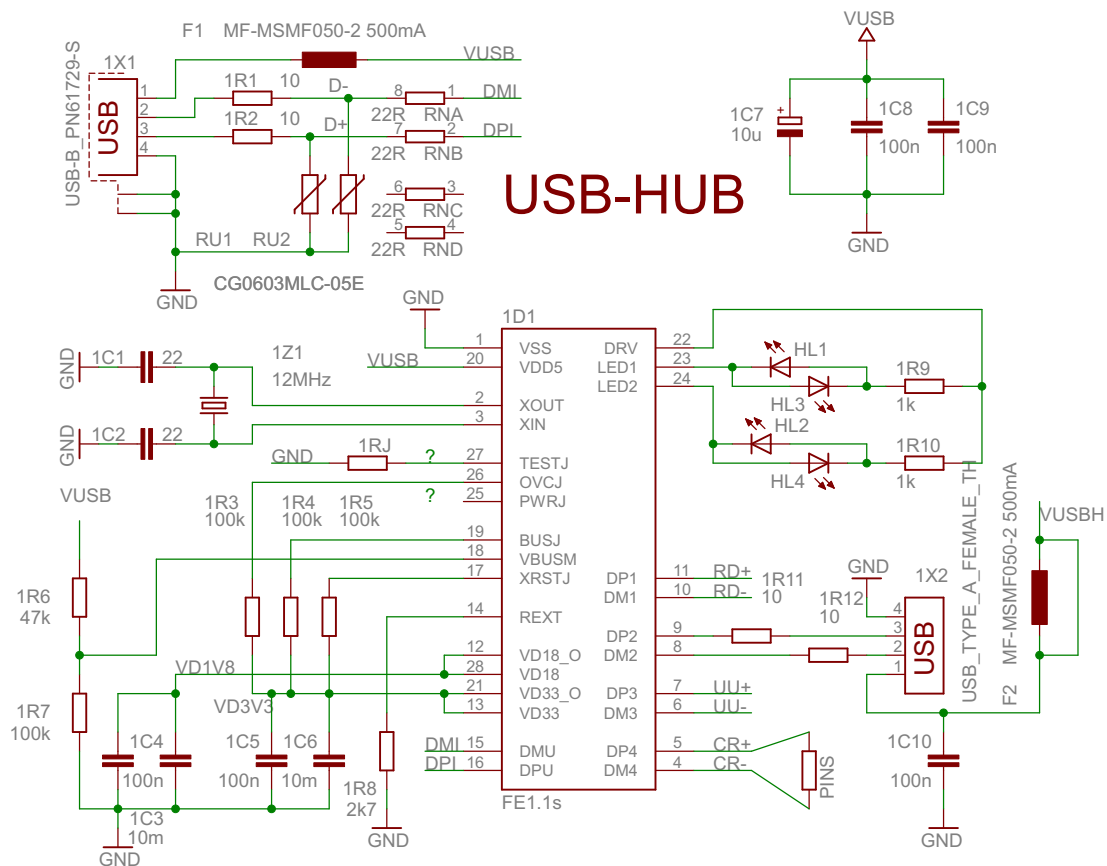 F1 MF-MSMF050-2 500mA
VUSB
USB-B_PN61729-S
1X1
USB
1
2
3
4
1R1 10 D-
8 1
DMI
22R RNA
1R2 10 D+
7 2
DPI
22R RNB
6 3
22R RNC
5 4
22R RND
RU1 RU2
CG0603MLC-05E
GND
USB-HUB
VUSB
1C7
10u
+
1C8
100n
1C9
100n
GND
GND
1D1
1 VSS
VUSB 20 VDD5
2 XOUT
3 XIN
27 TESTJ
26 OVCJ
25 PWRJ
19 BUSJ
18 VBUSM
17 XRSTJ
14 REXT
12 VD18_O
28 VD18
21 VD33_O
13 VD33
DMI 15 DMU
DPI 16 DPU
FE1.1s
DRV 22
LED1 23
LED2 24
DP1 11 RD+
DM1 10 RD-
DP2 9
DM2 8
DP3 7 UU+
DM3 6 UU-
DP4 5 CR+
DM4 4 CR-
PINS
GND 1C1 22
1Z1
12MHz
GND 1C2 22
GND 1RJ ?
?
VUSB
1R3
100k
1R4
100k
1R5
100k
1R6
47k
1R7
100k
VD1V8
VD3V3
1C4
100n
1C5
100n
1C6
10m
1C3
10m
GND
1R8
2k7
GND
HL1
HL3
HL2
HL4
1R9
1k
1R10
1k
1R11
10
1R12
10
GND
1X2
4
3
2
1
USB
USB_TYPE_A_FEMALE_TH
F2 MF-MSMF050-2 500mA
VUSBH
1C10
100n
GND